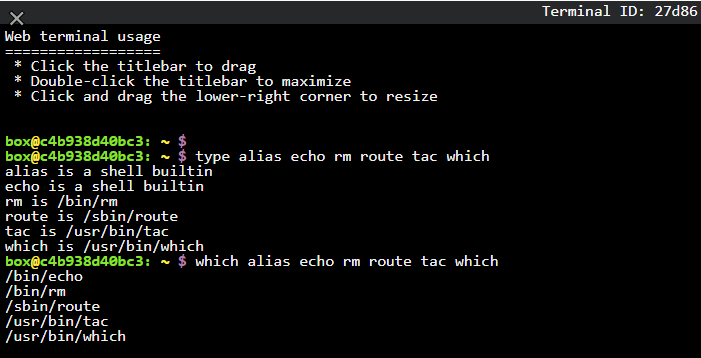 Terminal ID: 27d86
Web terminal usage
==================
* Click the titlebar to drag
* Double-click the titlebar to maximize
* Click and drag the lower-right corner to resize
box@c4b938d40bc3: ~ $
box@c4b938d40bc3: ~ $ type alias echo rm route tac which
alias is a shell builtin
echo is a shell builtin
rm is /bin/rm
route is /sbin/route
tac is /usr/bin/tac
which is /usr/bin/which
box@c4b938d40bc3: ~ $ which alias echo rm route tac which
/bin/echo
/bin/rm
/sbin/route
/usr/bin/tac
/usr/bin/which